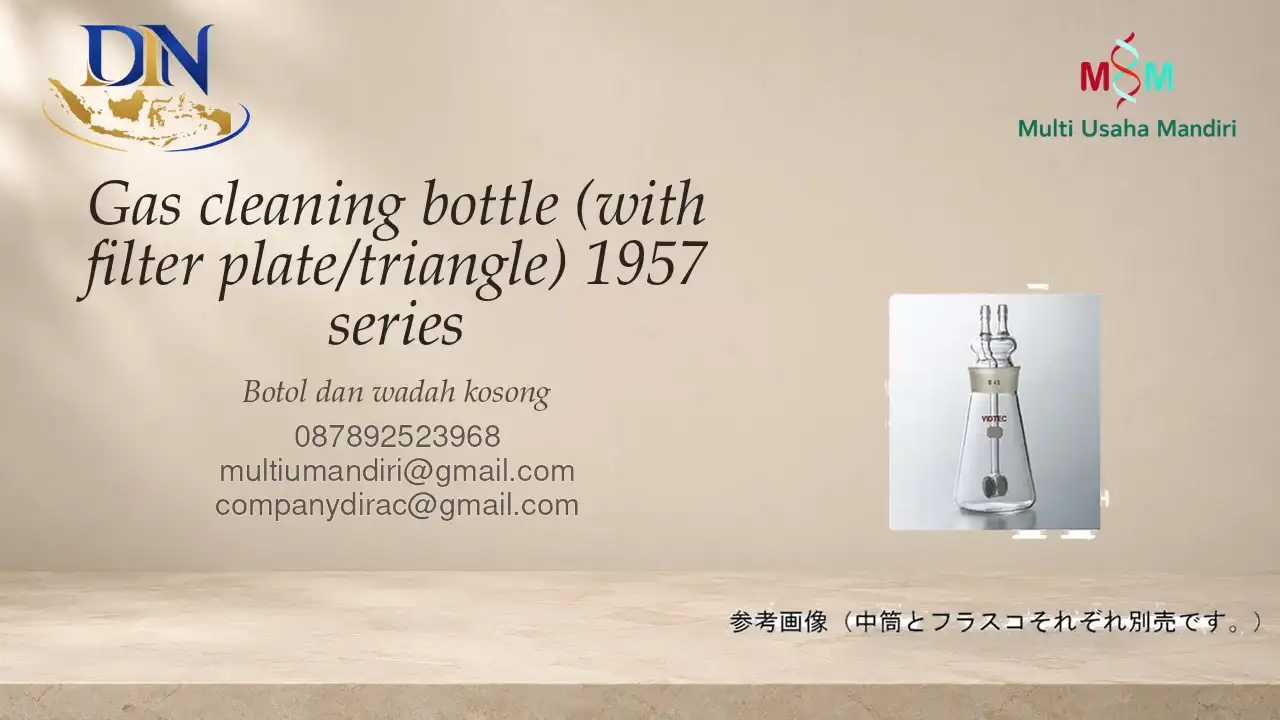 DN
M M
Multi Usaha Mandiri
Gas cleaning bottle (with
filter plate/triangle) 1957
series
Botol dan wadah kosong
087892523968
multiumandiri@gmail.com
companydirac@gmail.com
VIDTEC
参考画像（中筒とフラスコそれぞれ別売です。）